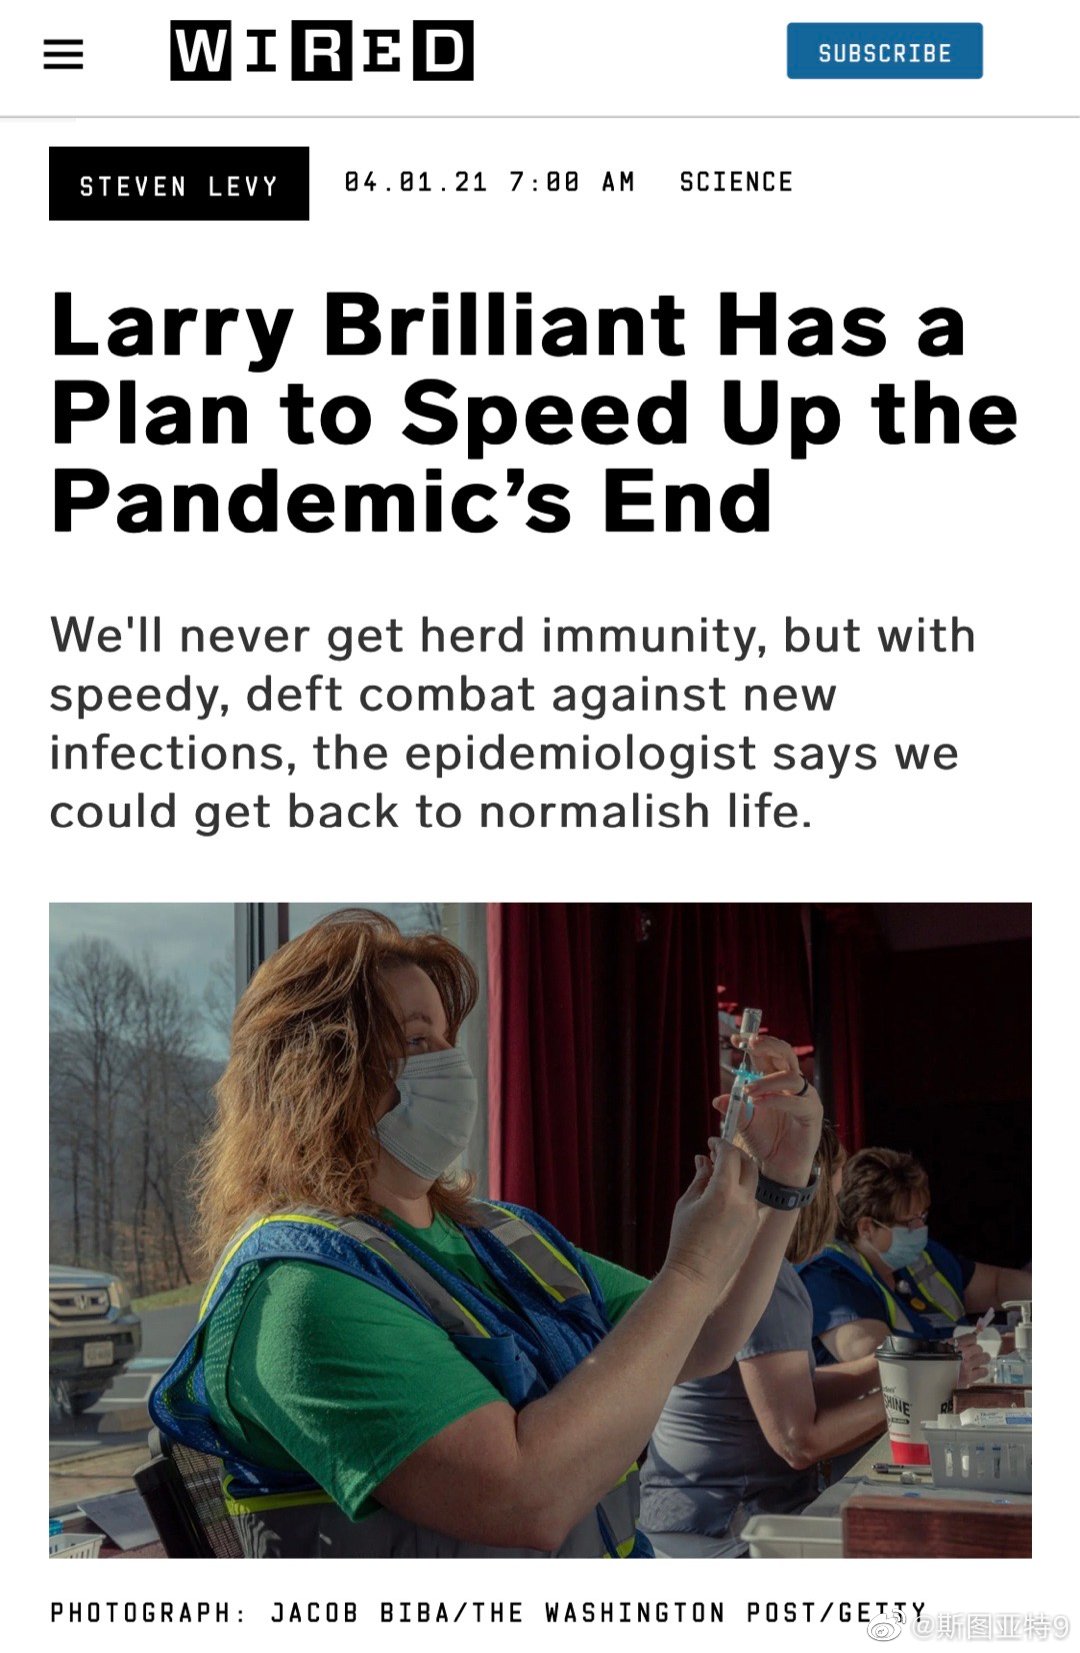 WIRED
SUBSCRIBE
STEVEN LEVY
04.01.21 7:00 AM
SCIENCE
Larry Brilliant Has a
Plan to Speed Up the
Pandemic’s End
We'll never get herd immunity, but with
speedy, deft combat against new
infections, the epidemiologist says we
could get back to normalish life.
HINE
PHOTOGRAPH: JACOB BIBA/THE WASHINGTON POST/GETTY
@斯图亚特9